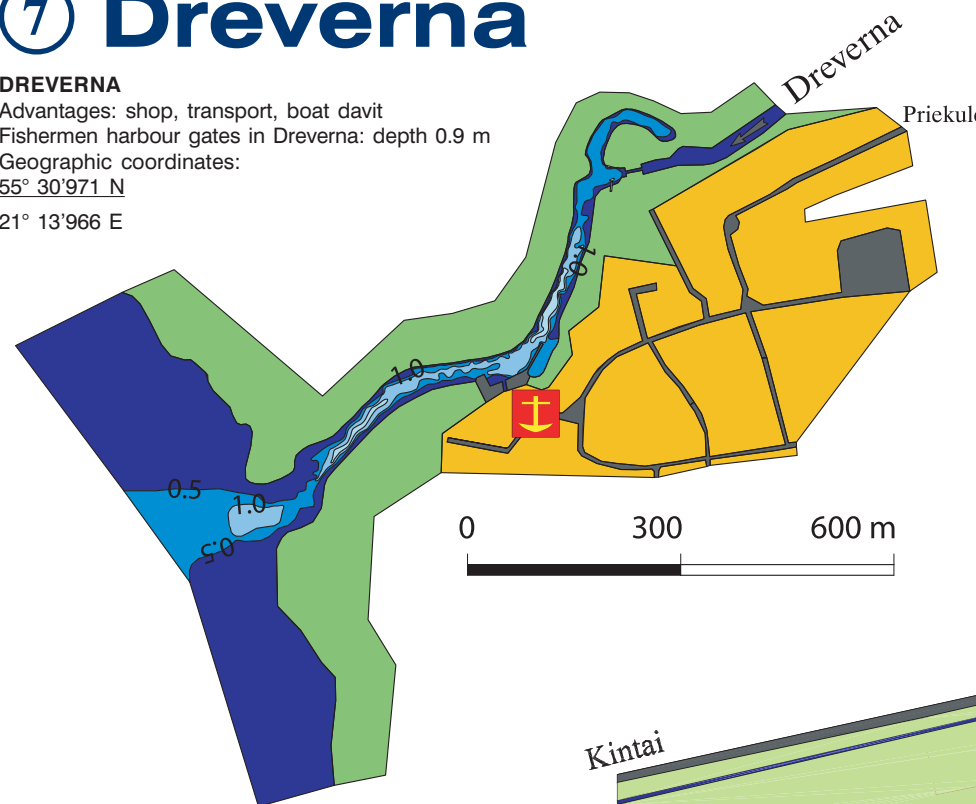 7 Dreverna
DREVERNA
Advantages: shop, transport, boat davit
Fishermen harbour gates in Dreverna: depth 0.9 m
Geographic coordinates:
55° 30’971 N
21° 13’966 E
Dreverna
Priekule
1.0
1.0
0.5
1.0
0.5
0 300 600 m
Kintai